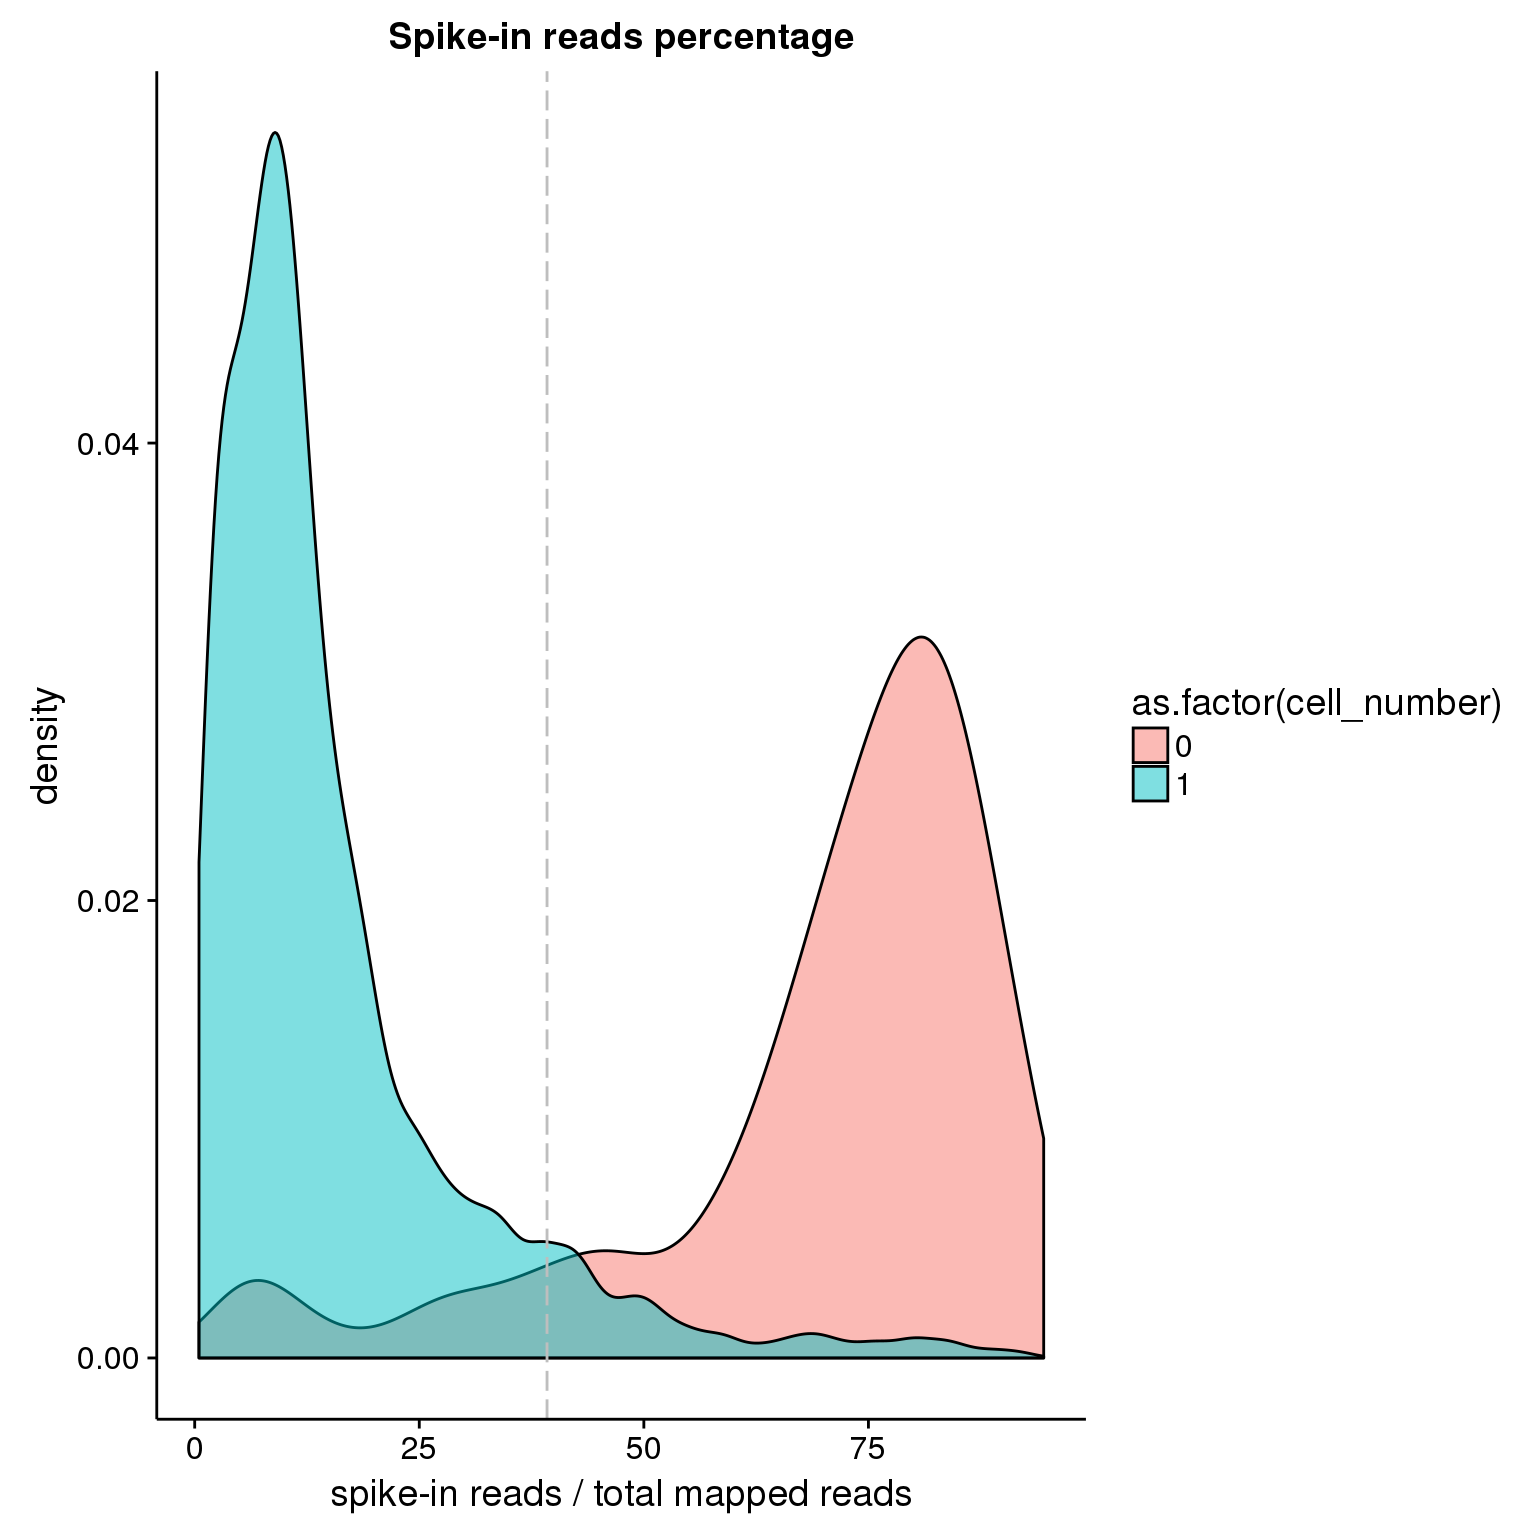 Spike-in reads percentage
0.04
0.02
0.00
density
0 25 50 75
spike-in reads / total mapped reads
as.factor(cell_number)
0
1